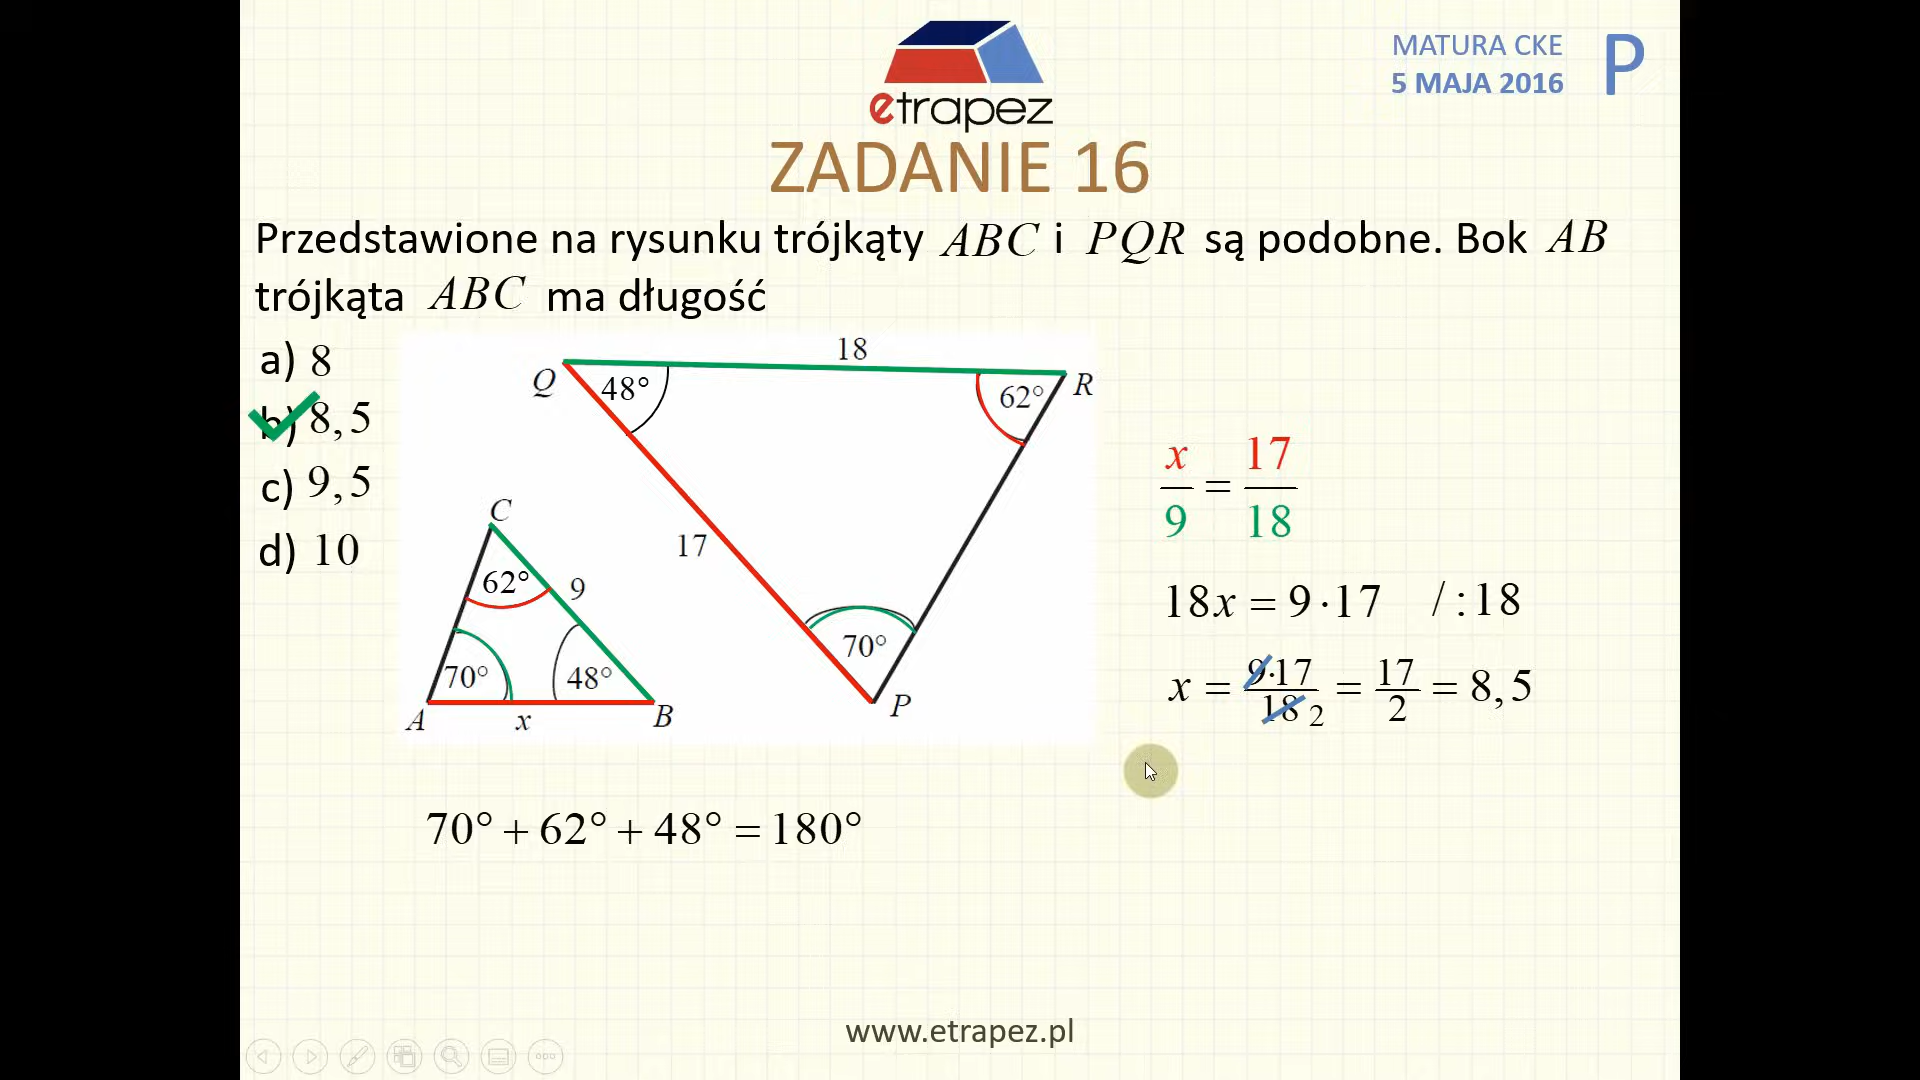 MATURA CKE
5 MAJA 2016
P
etrapez
ZADANIE 16
Przedstawione na rysunku trójkąty ABC i PQR są podobne. Bok AB
trójkąta ABC ma długość
a) 8
b) 8,5
c) 9,5
d) 10
18
Q
48°
62°
R
17
70°
P
C
62°
9
70°
48°
A
x
B
x/9 = 17/18
18x = 9·17 /:18
x = 9·17/18 2 = 17/2 = 8,5
70° + 62° + 48° = 180°
www.etrapez.pl